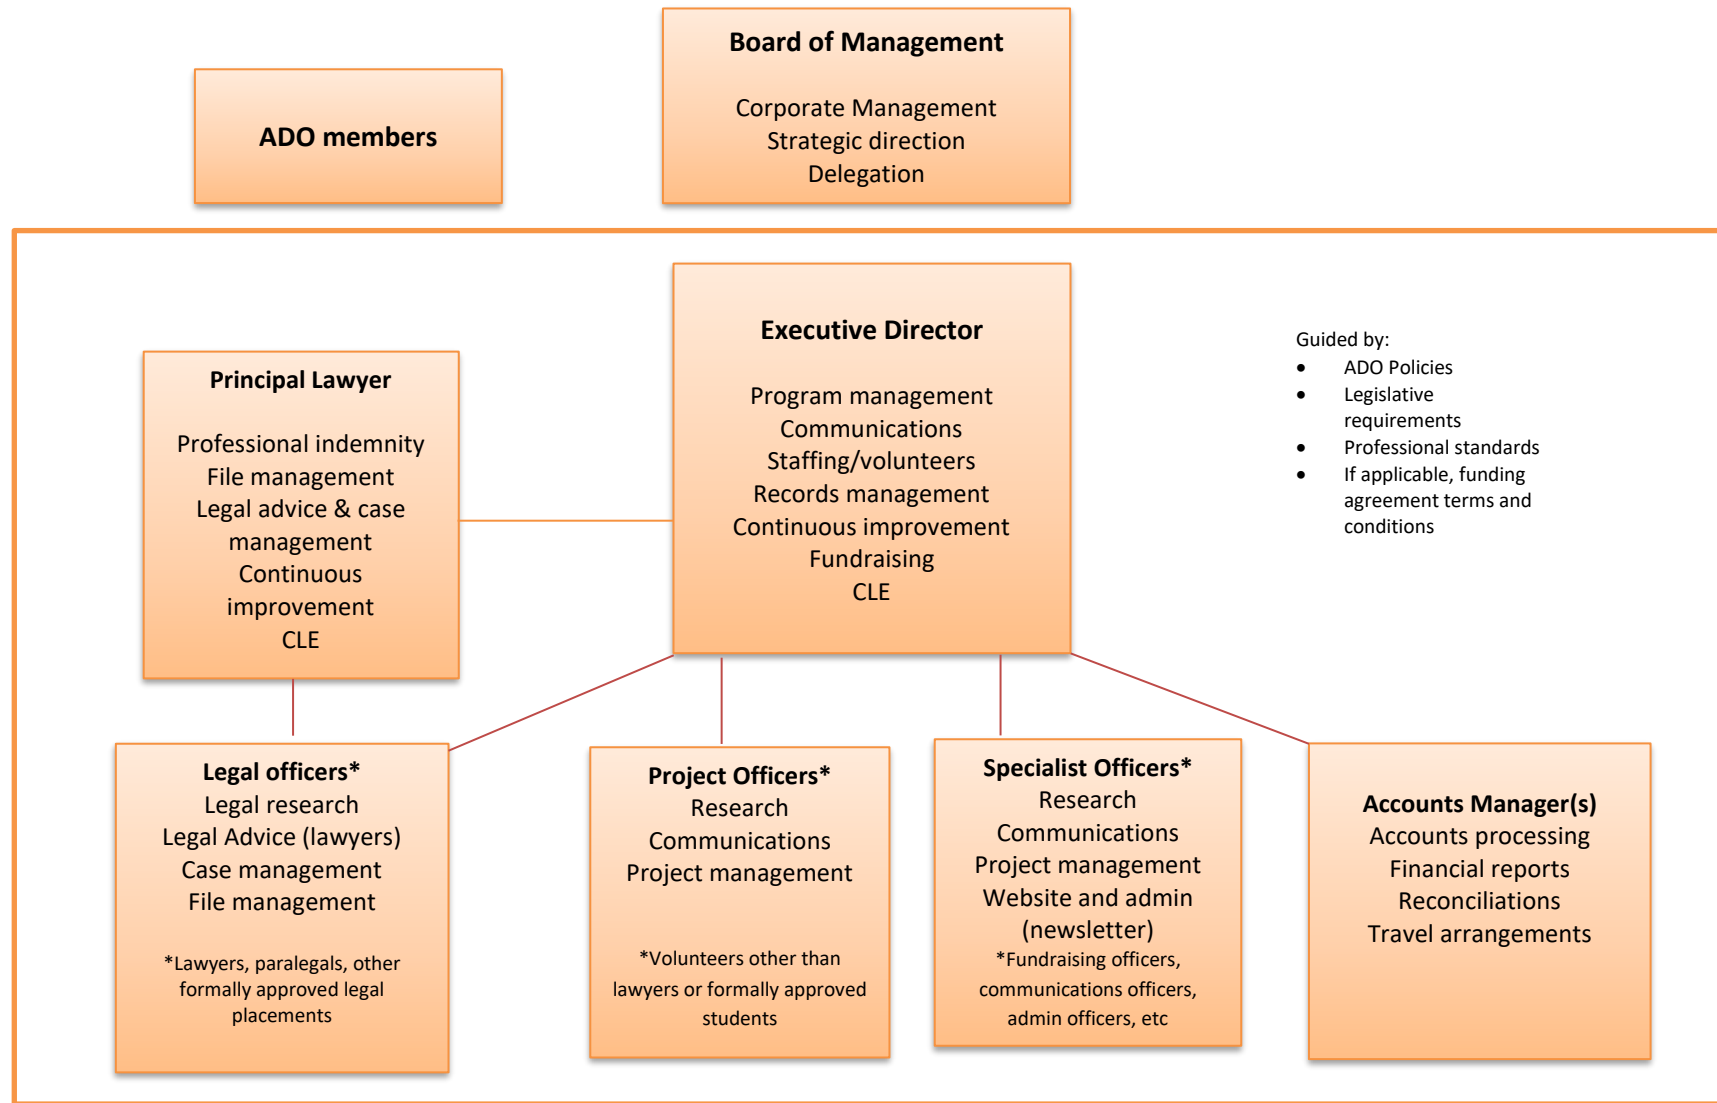 Board of Management
Corporate Management
Strategic direction
Delegation
ADO members
Executive Director
Program management
Communications
Staffing/volunteers
Records management
Continuous improvement
Fundraising
CLE
Principal Lawyer
Professional indemnity
File management
Legal advice & case
management
Continuous
improvement
CLE
Guided by:
• ADO Policies
• Legislative
requirements
• Professional standards
• If applicable, funding
agreement terms and
conditions
Legal officers*
Legal research
Legal Advice (lawyers)
Case management
File management
*Lawyers, paralegals, other
formally approved legal
placements
Project Officers*
Research
Communications
Project management
*Volunteers other than
lawyers or formally approved
students
Specialist Officers*
Research
Communications
Project management
Website and admin
(newsletter)
*Fundraising officers,
communications officers,
admin officers, etc
Accounts Manager(s)
Accounts processing
Financial reports
Reconciliations
Travel arrangements